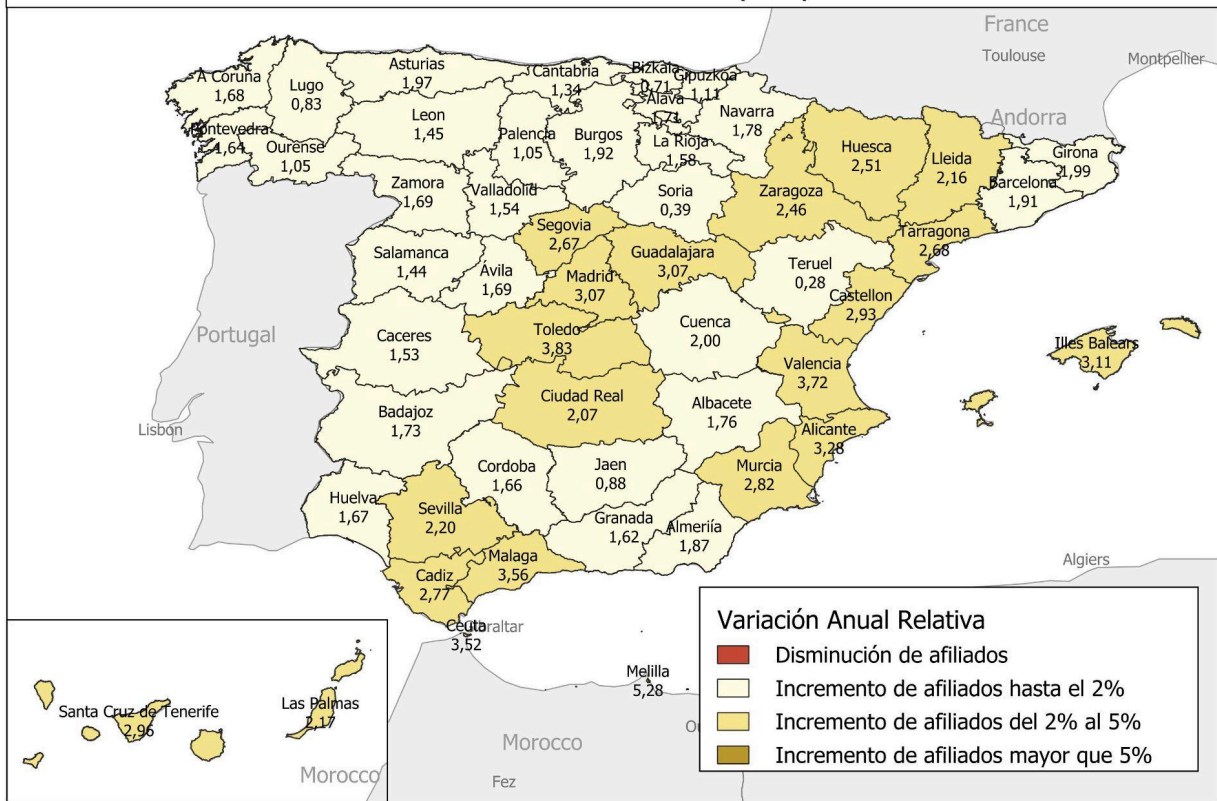 France
Toulouse
Montpellier
Andorra
A Coruña
1,68
Lugo
0,83
Asturias
1,97
Cantabria
1,34
Bizkaia
0,71
Gipuzkoa
1,11
Alava
1,71
Navarra
1,78
Pontevedra
1,64
Ourense
1,05
Leon
1,45
Palencia
1,05
Burgos
1,92
La Rioja
1,58
Huesca
2,51
Lleida
2,16
Girona
1,99
Barcelona
1,91
Zamora
1,69
Valladolid
1,54
Soria
0,39
Zaragoza
2,46
Tarragona
2,68
Segovia
2,67
Guadalajara
3,07
Salamanca
1,44
Ávila
1,69
Madrid
3,07
Teruel
0,28
Castellon
2,93
Portugal
Caceres
1,53
Toledo
3,83
Cuenca
2,00
Valencia
3,72
Illes Balears
3,11
Lisbon
Badajoz
1,73
Ciudad Real
2,07
Albacete
1,76
Alicante
3,28
Murcia
2,82
Huelva
1,67
Sevilla
2,20
Cordoba
1,66
Jaen
0,88
Granada
1,62
Almeriía
1,87
Cadiz
2,77
Malaga
3,56
Algiers
Ceuta
3,52
Gibraltar
Melilla
5,28
Morocco
Fez
Santa Cruz de Tenerife
2,96
Las Palmas
2,17
Morocco
Variación Anual Relativa
Disminución de afiliados
Incremento de afiliados hasta el 2%
Incremento de afiliados del 2% al 5%
Incremento de afiliados mayor que 5%